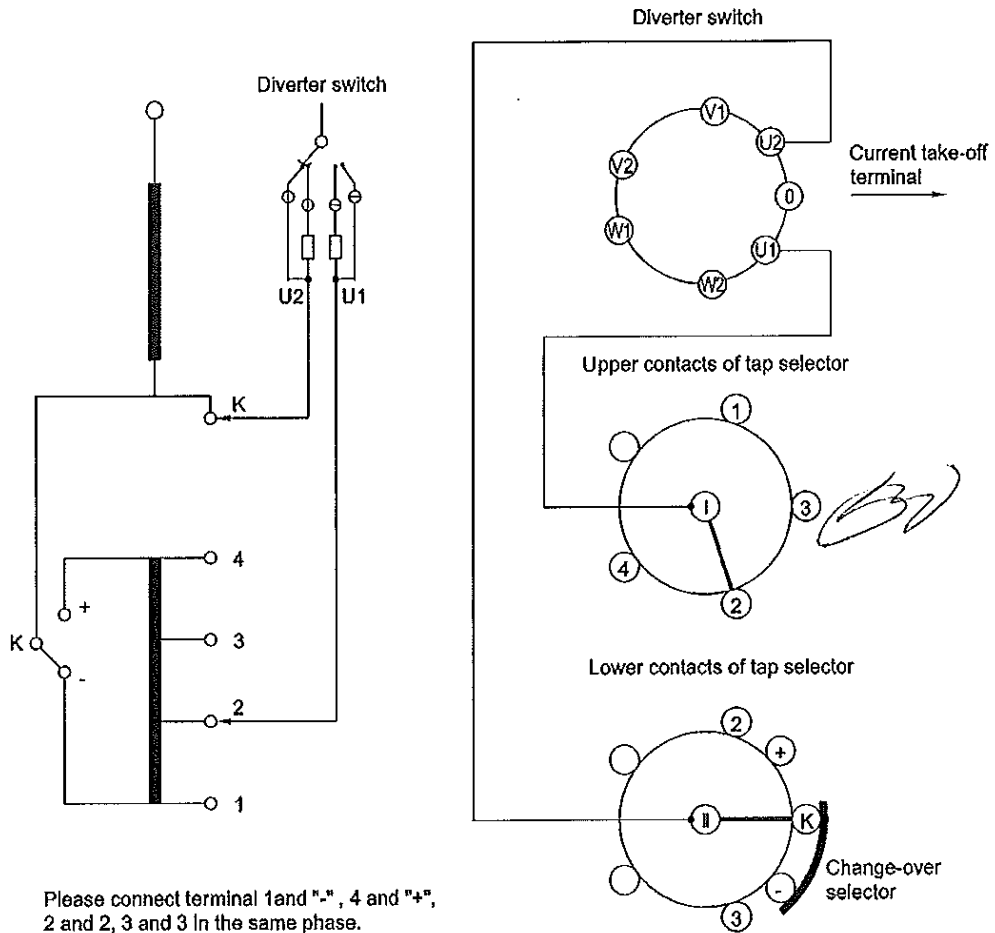 Diverter switch
Diverter switch
U2
U1
K
+
K
-
4
3
2
1
V1
U2
V2
0
W1
U1
W2
Current take-off
terminal
Upper contacts of tap selector
1
3
I
4
2
Lower contacts of tap selector
2
+
II
K
-
3
Change-over
selector
Please connect terminal 1and "-" , 4 and "+",
2 and 2, 3 and 3 in the same phase.